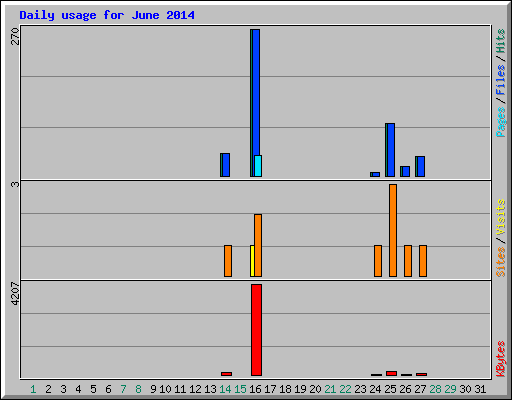 Daily usage for June 2014
270
3
4207
Pages / Files / Hits
Sites / Visits
KBytes
1 2 3 4 5 6 7 8 9 10 11 12 13 14 15 16 17 18 19 20 21 22 23 24 25 26 27 28 29 30 31